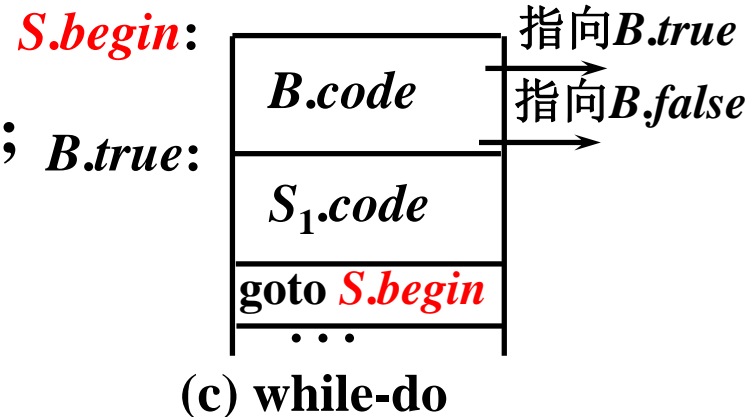 S.begin:
指向B.true
B.code
指向B.false
; B.true:
S1.code
goto S.begin
...
(c) while-do